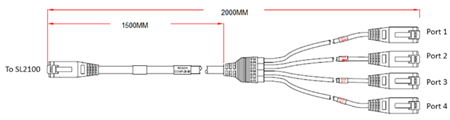 2000MM
1500MM
Port 1
Port 2
To SL2100
Port 3
Port 4